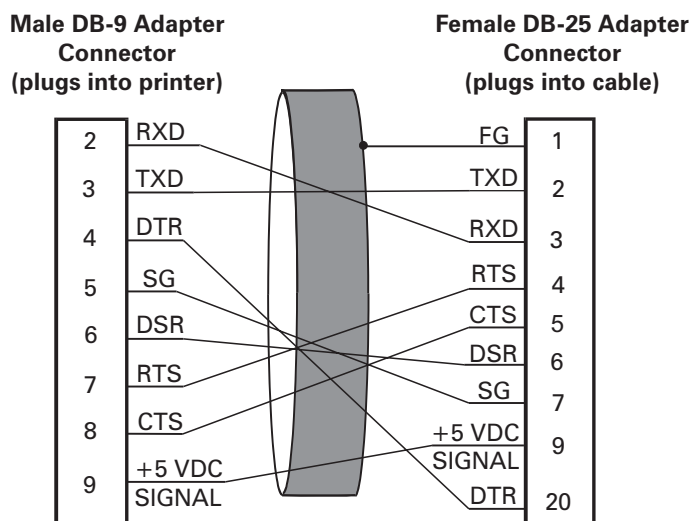 Male DB-9 Adapter
Connector
(plugs into printer)
Female DB-25 Adapter
Connector
(plugs into cable)
2 RXD
3 TXD
4 DTR
5 SG
6 DSR
7 RTS
8 CTS
9 +5 VDC
SIGNAL
FG 1
TXD 2
RXD 3
RTS 4
CTS 5
DSR 6
SG 7
+5 VDC 9
SIGNAL
DTR 20